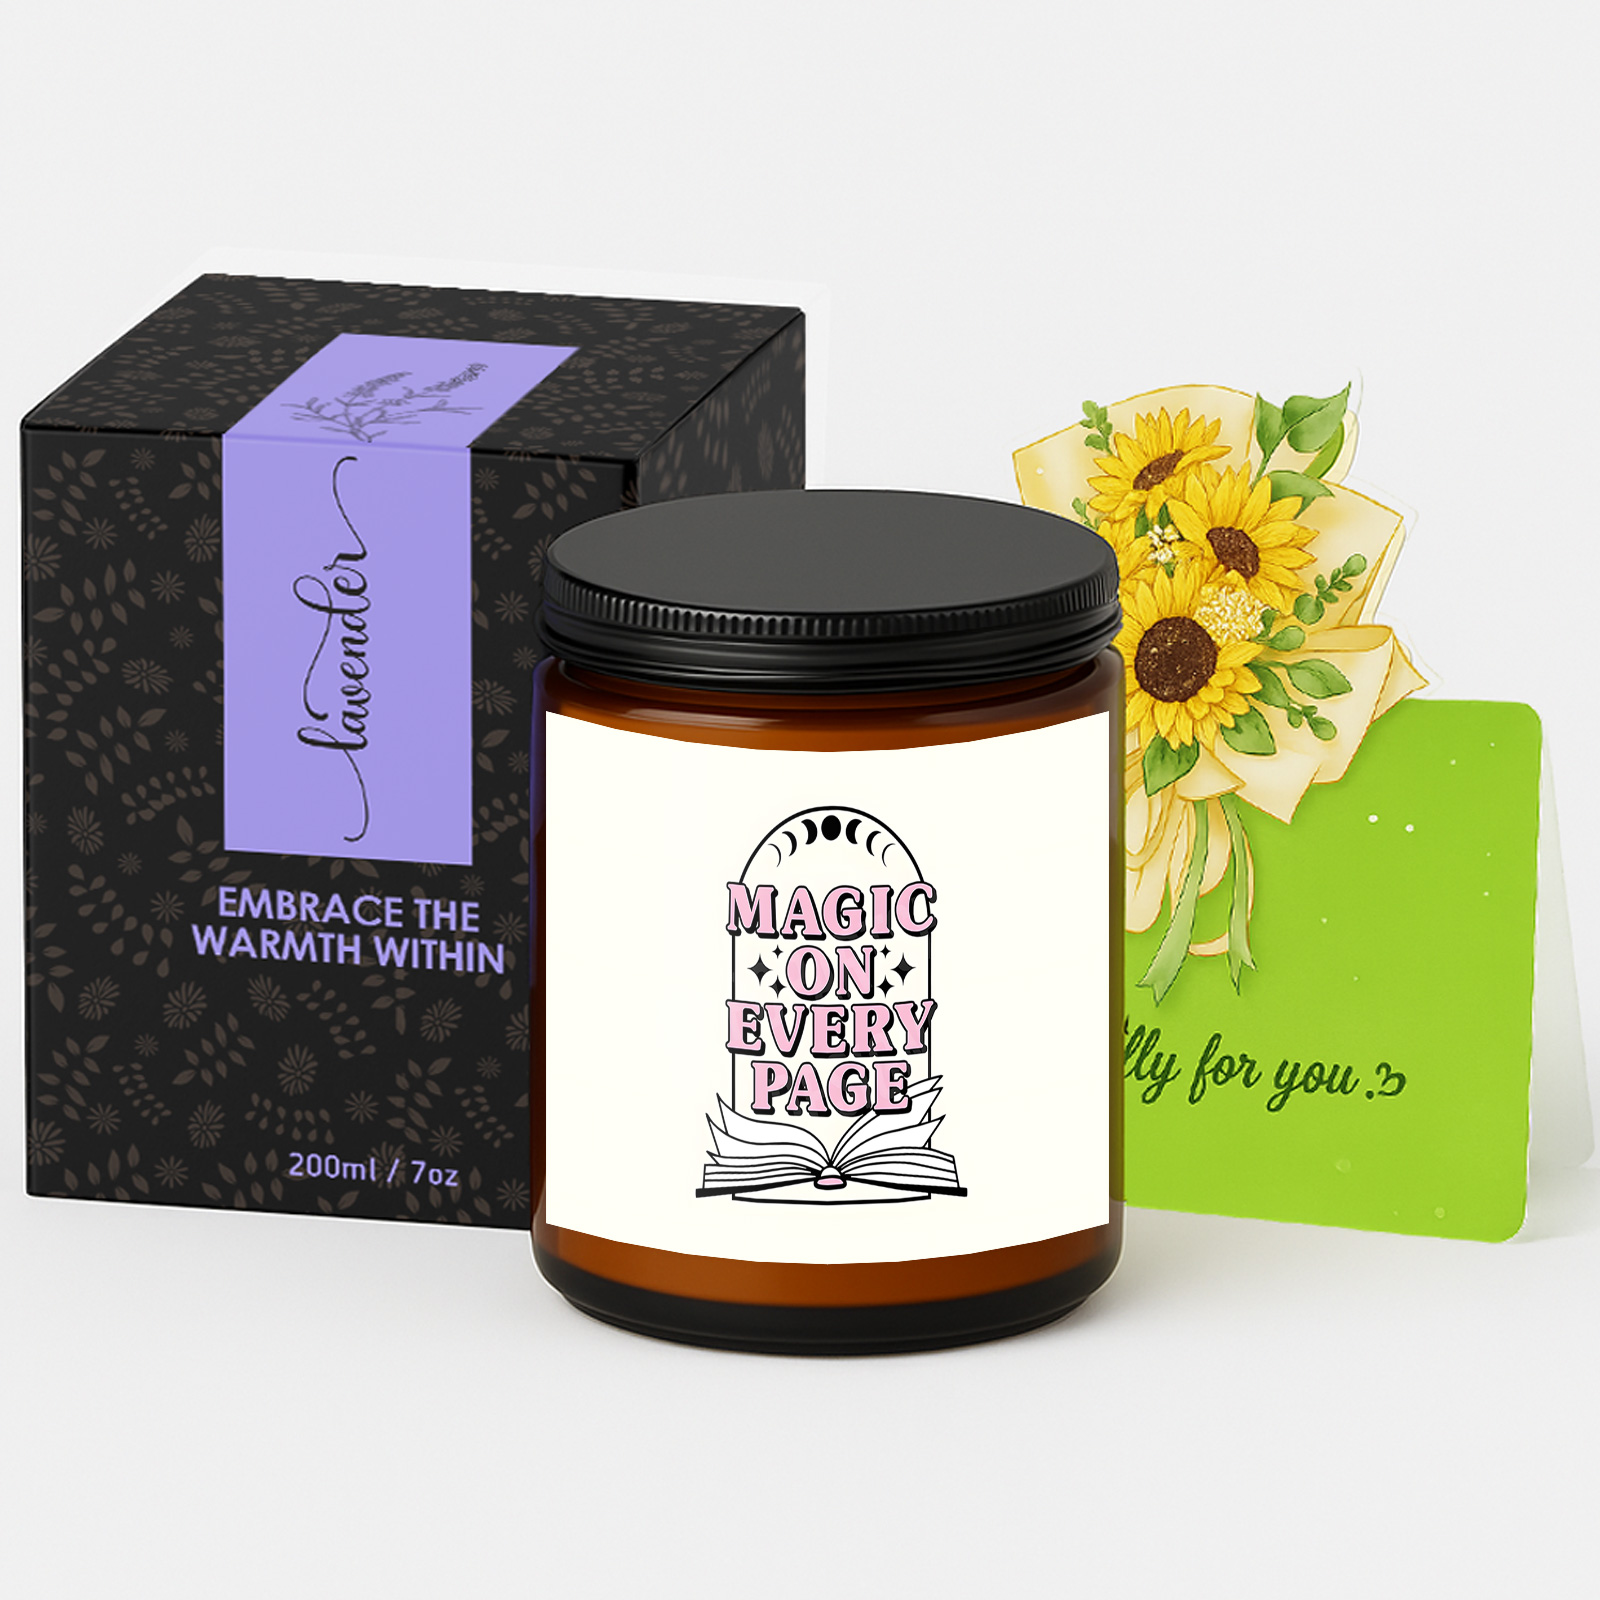 lavender
EMBRACE THE
WARMTH WITHIN
200ml / 7oz
MAGIC
ON
EVERY
PAGE
for you